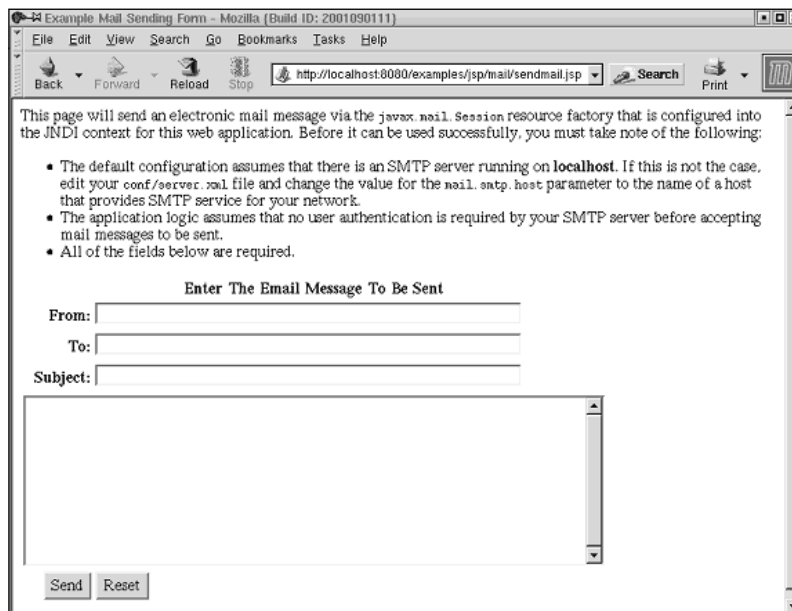 Example Mail Sending Form - Mozilla {Build ID: 2001090111}
File Edit View Search Go Bookmarks Tasks Help
http://localhost:8080/examples/jsp/mail/sendmail.jsp Search
Back Forward Reload Stop Print
This page will send an electronic mail message via the javax.mail.Session resource factory that is configured into
the JNDI context for this web application. Before it can be used successfully, you must take note of the following:
• The default configuration assumes that there is an SMTP server running on localhost. If this is not the case,
edit your conf/server.xml file and change the value for the mail.smtp.host parameter to the name of a host
that provides SMTP service for your network.
• The application logic assumes that no user authentication is required by your SMTP server before accepting
mail messages to be sent.
• All of the fields below are required.
Enter The Email Message To Be Sent
From:
To:
Subject:
Send Reset